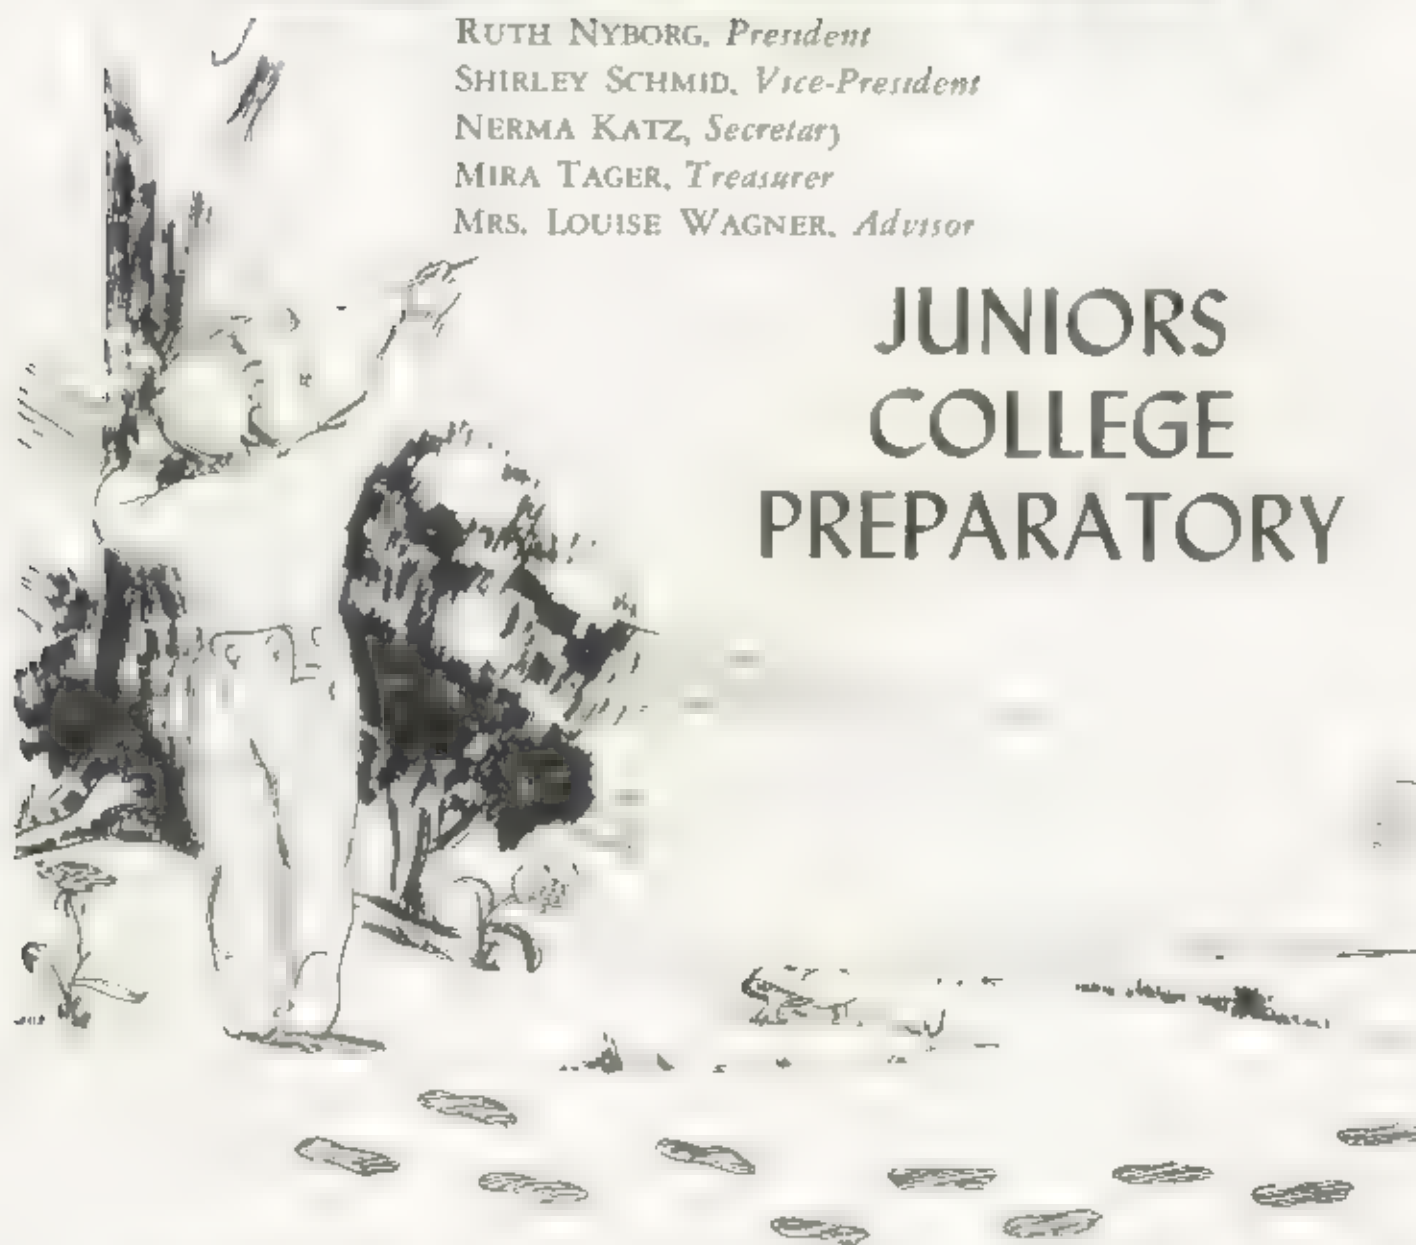 RUTH NYBORG, President
SHIRLEY SCHMID, Vice-President
NERMA KATZ, Secretary
MIRA TAGER, Treasurer
MRS. LOUISE WAGNER, Advisor
JUNIORS
COLLEGE
PREPARATORY